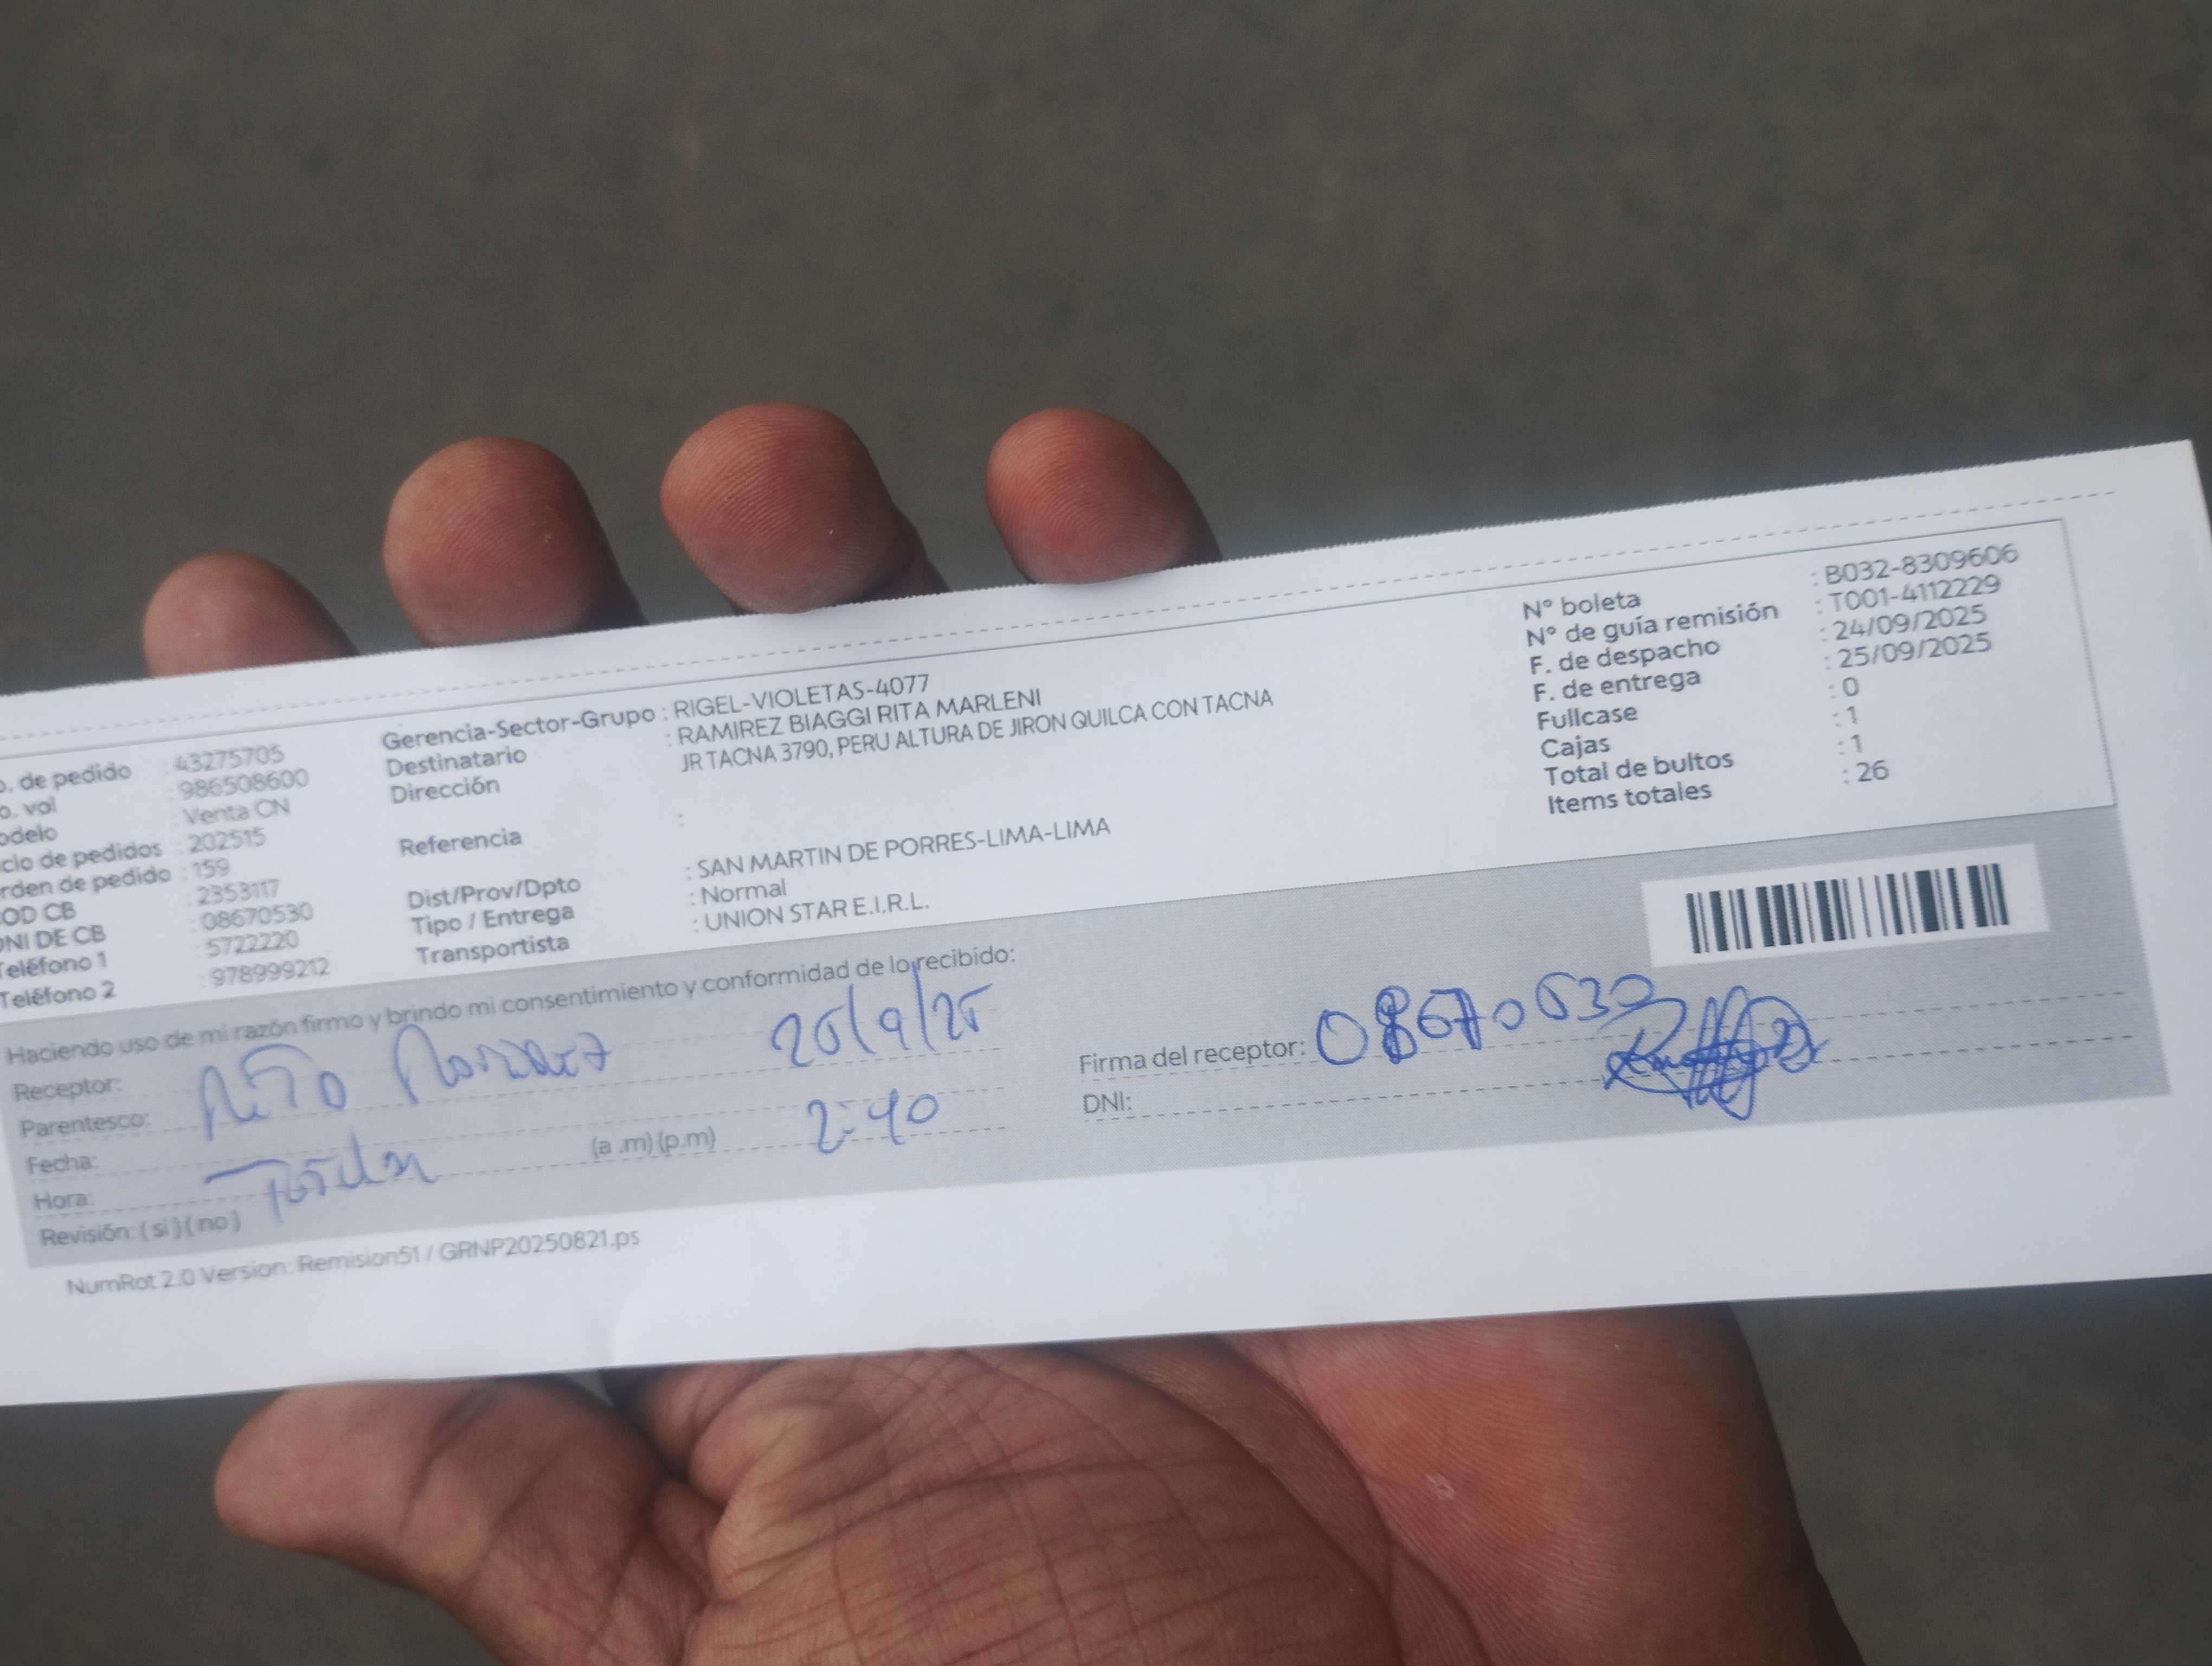 o. de pedido : 43275705
o. vol : 986508600
odelo : Venta CN
clo de pedidos : 202515
rden de pedido : 159
OD CB : 2353117
NI DE CB : 08670530
Teléfono 1 : 5722220
Teléfono 2 : 978999212
Gerencia-Sector-Grupo : RIGEL-VIOLETAS-4077
Destinatario : RAMIREZ BIAGGI RITA MARLENI
Dirección JR TACNA 3790, PERU ALTURA DE JIRON QUILCA CON TACNA
Referencia :
Dist/Prov/Dpto : SAN MARTIN DE PORRES-LIMA-LIMA
Tipo / Entrega : Normal
Transportista : UNION STAR E.I.R.L.
N° boleta : B032-8309606
N° de guía remisión : T001-4112229
F. de despacho : 24/09/2025
F. de entrega : 25/09/2025
Fullcase : 0
Cajas : 1
Total de bultos : 1
Items totales : 26
Haciendo uso de mi razón firmo y brindo mi consentimiento y conformidad de lo recibido:
Receptor: 25/9/25
Parentesco:
Fecha:
Hora: (a .m) (p.m) 2:40
Revisión: ( si ) ( no )
Firma del receptor: 08670530
DNI:
NumRot 2.0 Version: Remision51 / GRNP20250821.ps